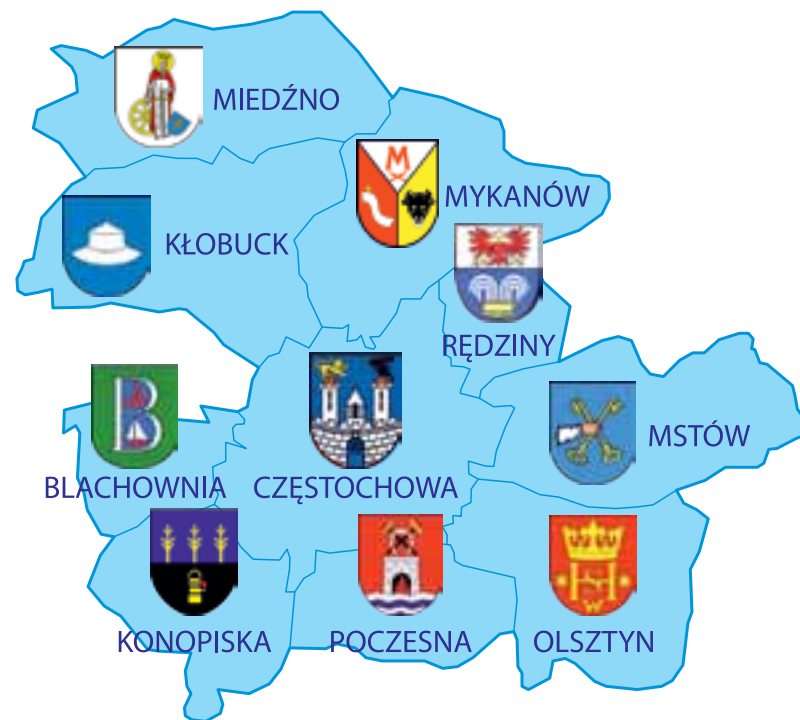 MIEDŹNO
MYKANÓW
KŁOBUCK
RĘDZINY
MSTÓW
BLACHOWNIA
CZĘSTOCHOWA
KONOPISKA
POCZESNA
OLSZTYN
M
B
H
W